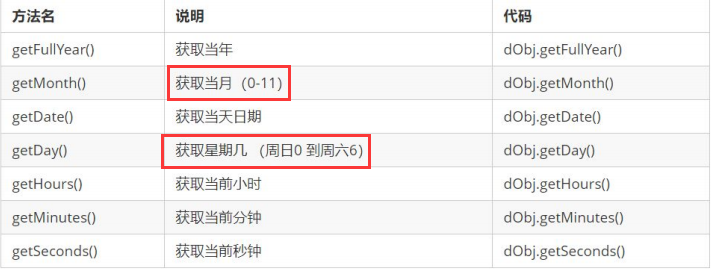 方法名 说明 代码
getFullYear() 获取当年 dObj.getFullYear()
getMonth() 获取当月 (0-11) dObj.getMonth()
getDate() 获取当天日期 dObj.getDate()
getDay() 获取星期几 (周日0 到周六6) dObj.getDay()
getHours() 获取当前小时 dObj.getHours()
getMinutes() 获取当前分钟 dObj.getMinutes()
getSeconds() 获取当前秒钟 dObj.getSeconds()